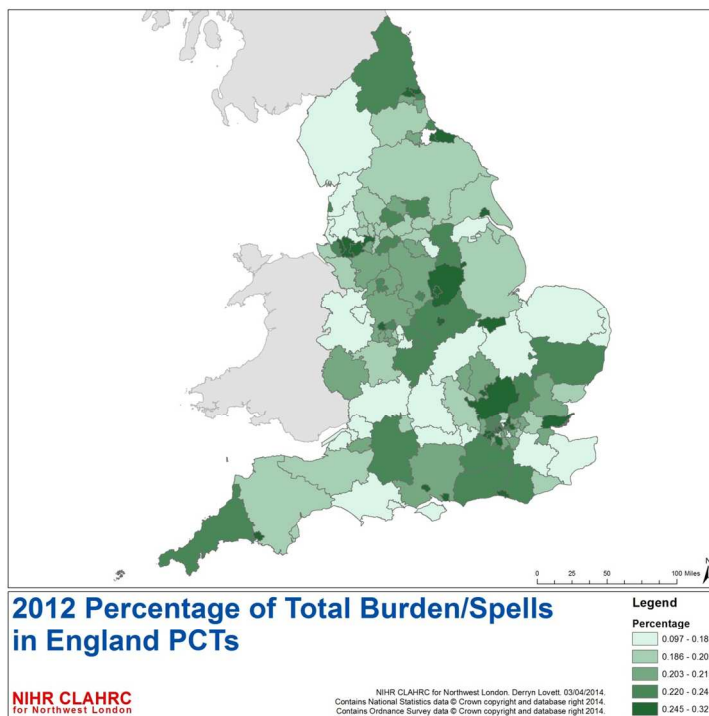 N
0
25
50
100 Miles
2012 Percentage of Total Burden/Spells
in England PCTs
Legend
Percentage
0.097 - 0.18
0.186 - 0.20
0.203 - 0.21
0.220 - 0.24
0.245 - 0.32
NIHR CLAHRC
for Northwest London
NIHR CLAHRC for Northwest London. Derryn Lovett. 03/04/2014.
Contains National Statistics data © Crown copyright and database right 2014.
Contains Ordnance Survey data © Crown copyright and database right 2014.